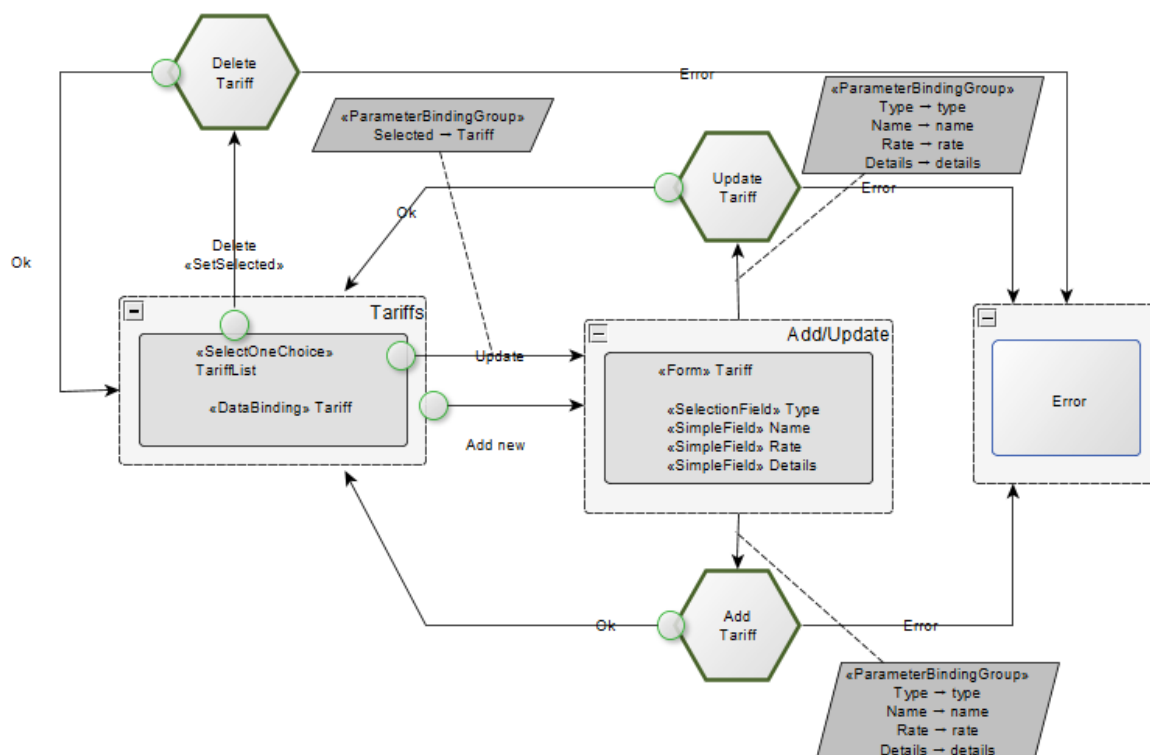 Delete
Tariff
Error
«ParameterBindingGroup»
Selected → Tariff
«ParameterBindingGroup»
Type → type
Name → name
Rate → rate
Details → details
Update
Tariff
Error
Ok
Ok
Delete
«SetSelected»
Tariffs
«SelectOneChoice»
TariffList
«DataBinding» Tariff
Update
Add new
Add/Update
«Form» Tariff
«SelectionField» Type
«SimpleField» Name
«SimpleField» Rate
«SimpleField» Details
Error
Ok
Add
Tariff
Error
«ParameterBindingGroup»
Type → type
Name → name
Rate → rate
Details → details